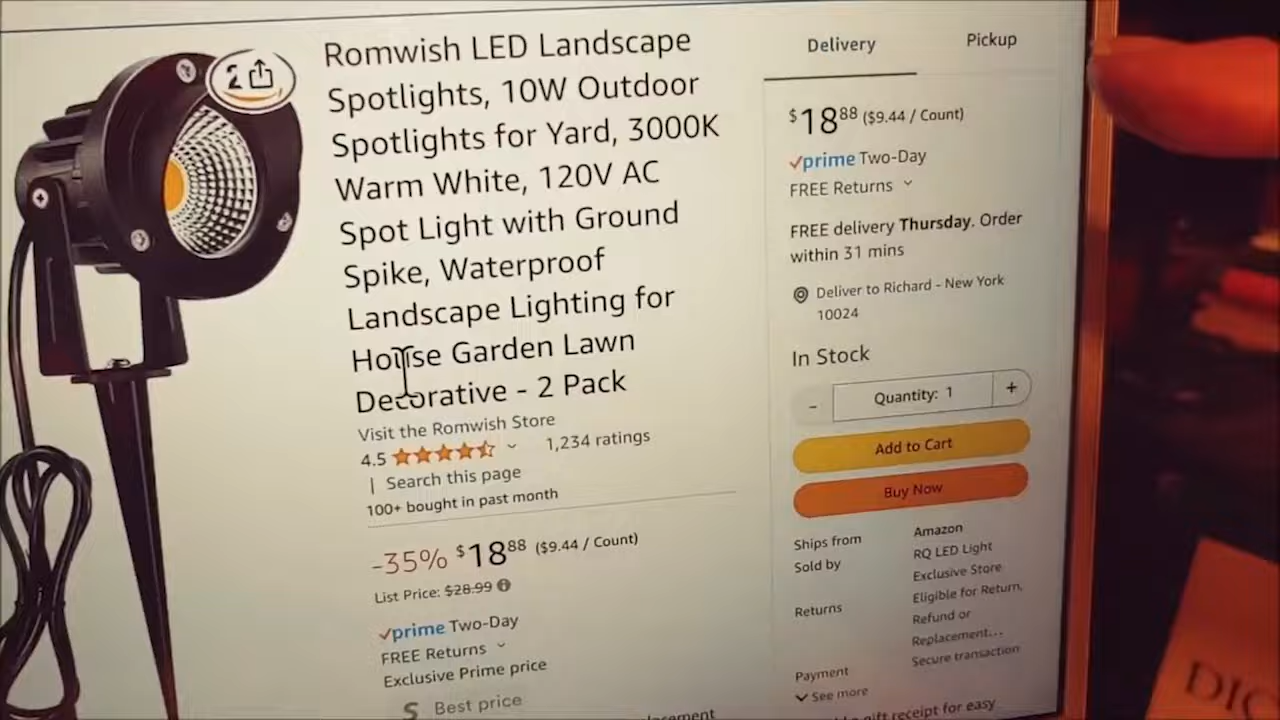 2
Romwish LED Landscape
Spotlights, 10W Outdoor
Spotlights for Yard, 3000K
Warm White, 120V AC
Spot Light with Ground
Spike, Waterproof
Landscape Lighting for
House Garden Lawn
Decorative - 2 Pack
Visit the Romwish Store
4.5 1,234 ratings
| Search this page
100+ bought in past month
-35% $18 88 ($9.44 / Count)
List Price: $28.99
prime Two-Day
FREE Returns
Exclusive Prime price
S Best price
Delivery
Pickup
$18 88 ($9.44 / Count)
prime Two-Day
FREE Returns
FREE delivery Thursday. Order
within 31 mins
Deliver to Richard - New York
10024
In Stock
- Quantity: 1 +
Add to Cart
Buy Now
Ships from Amazon
Sold by RQ LED Light
Exclusive Store
Returns Eligible for Return,
Refund or
Replacement...
Payment Secure transaction
See more
gift receipt for easy